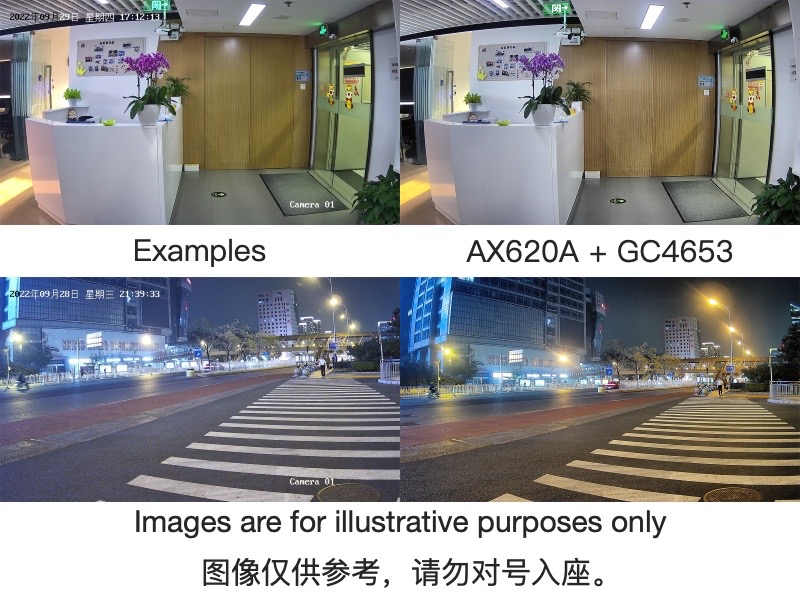 2022年09月29日 星期四 17:12:13
Camera 01
Examples
AX620A + GC4653
2022年09月28日 星期三 21:39:33
Camera 01
Images are for illustrative purposes only
图像仅供参考，请勿对号入座。